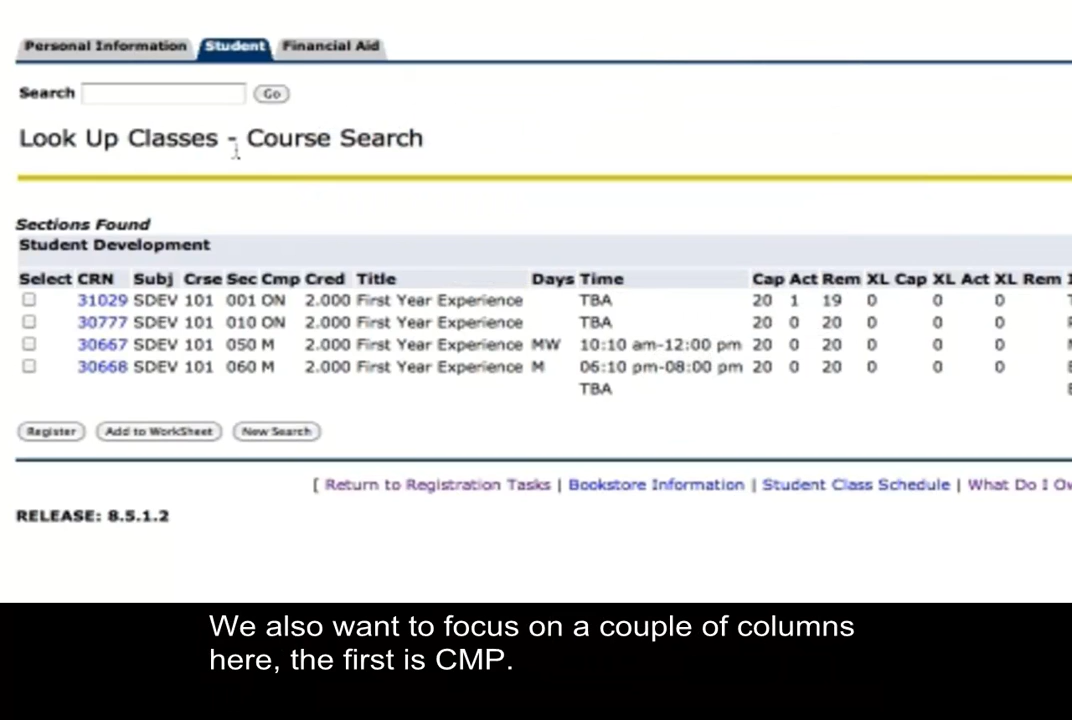 Personal Information Student Financial Aid
Search Go
Look Up Classes - Course Search
Sections Found
Student Development
Select CRN Subj Crse Sec Cmp Cred Title Days Time Cap Act Rem XL Cap XL Act XL Rem
31029 SDEV 101 001 ON 2.000 First Year Experience TBA 20 1 19 0 0 0
30777 SDEV 101 010 ON 2.000 First Year Experience TBA 20 0 20 0 0 0
30667 SDEV 101 050 M 2.000 First Year Experience MW 10:10 am-12:00 pm 20 0 20 0 0 0
30668 SDEV 101 060 M 2.000 First Year Experience M 06:10 pm-08:00 pm 20 0 20 0 0 0
TBA
Register Add to WorkSheet New Search
[ Return to Registration Tasks | Bookstore Information | Student Class Schedule | What Do I Ow
RELEASE: 8.5.1.2
We also want to focus on a couple of columns
here, the first is CMP.